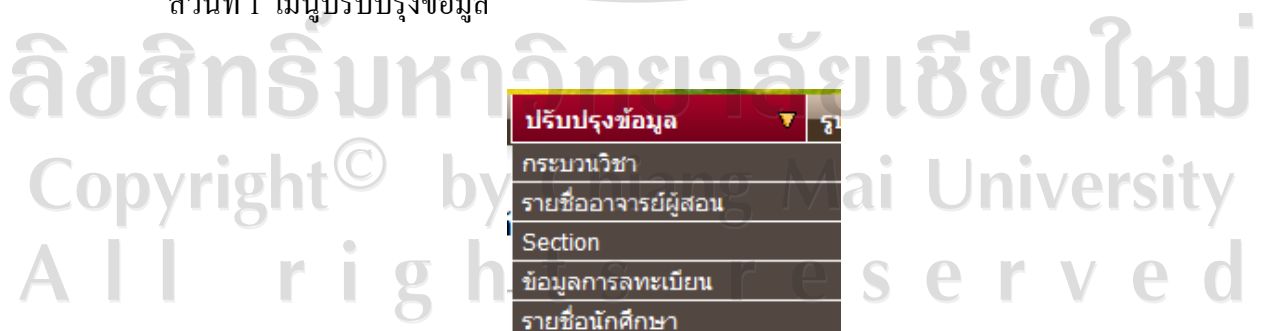 ส่วนที่ 1 เมนูปรับปรุงข้อมูล
ลิขสิทธิ์มหาวิทยาลัยเชียงใหม่
ปรับปรุงข้อมูล
กระบวนวิชา
Copyright© by Chiang Mai University
รายชื่ออาจารย์ผู้สอน
Section
All rights reserved
ข้อมูลการลทะเบียน
รายชื่อนักศึกษา